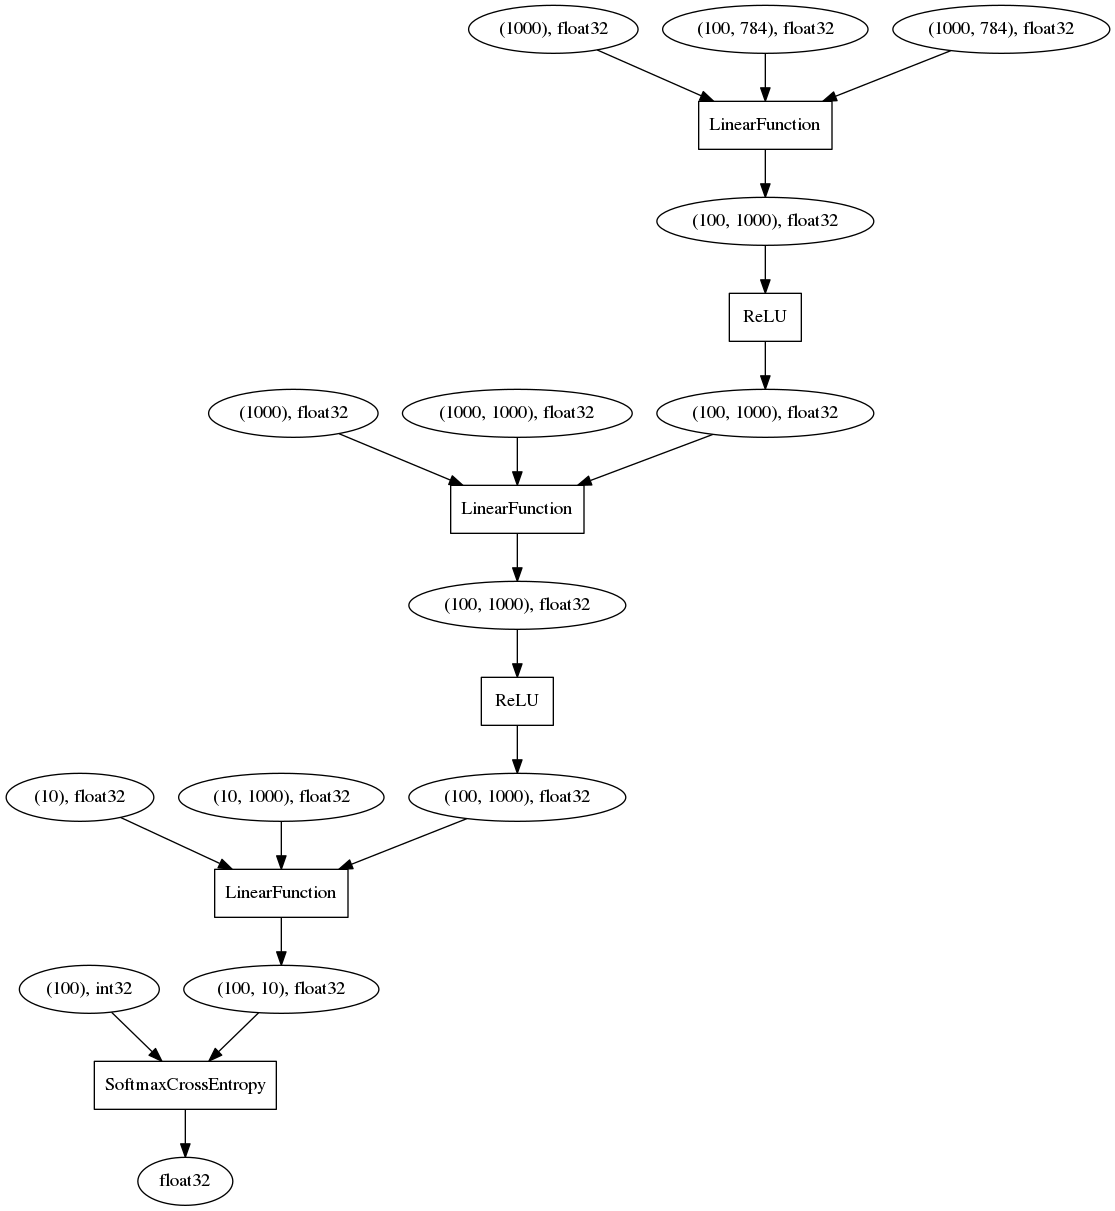 (1000), float32
(100, 784), float32
(1000, 784), float32
LinearFunction
(100, 1000), float32
ReLU
(1000), float32
(1000, 1000), float32
(100, 1000), float32
LinearFunction
(100, 1000), float32
ReLU
(10), float32
(10, 1000), float32
(100, 1000), float32
LinearFunction
(100), int32
(100, 10), float32
SoftmaxCrossEntropy
float32